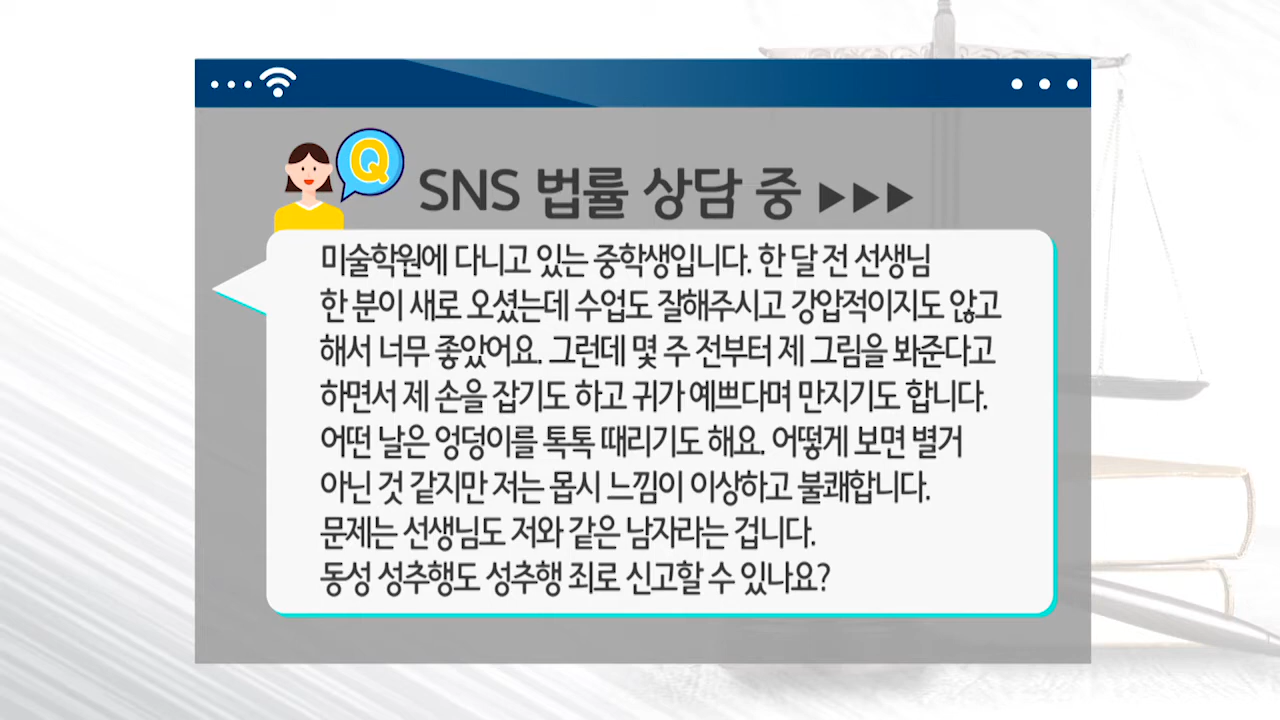 Q
SNS 법률 상담 중 ▶▶▶
미술학원에 다니고 있는 중학생입니다. 한 달 전 선생님
한 분이 새로 오셨는데 수업도 잘해주시고 강압적이지도 않고
해서 너무 좋았어요. 그런데 몇 주 전부터 제 그림을 봐준다고
하면서 제 손을 잡기도 하고 귀가 예쁘다며 만지기도 합니다.
어떤 날은 엉덩이를 톡톡 때리기도 해요. 어떻게 보면 별거
아닌 것 같지만 저는 몹시 느낌이 이상하고 불쾌합니다.
문제는 선생님도 저와 같은 남자라는 겁니다.
동성 성추행도 성추행 죄로 신고할 수 있나요?